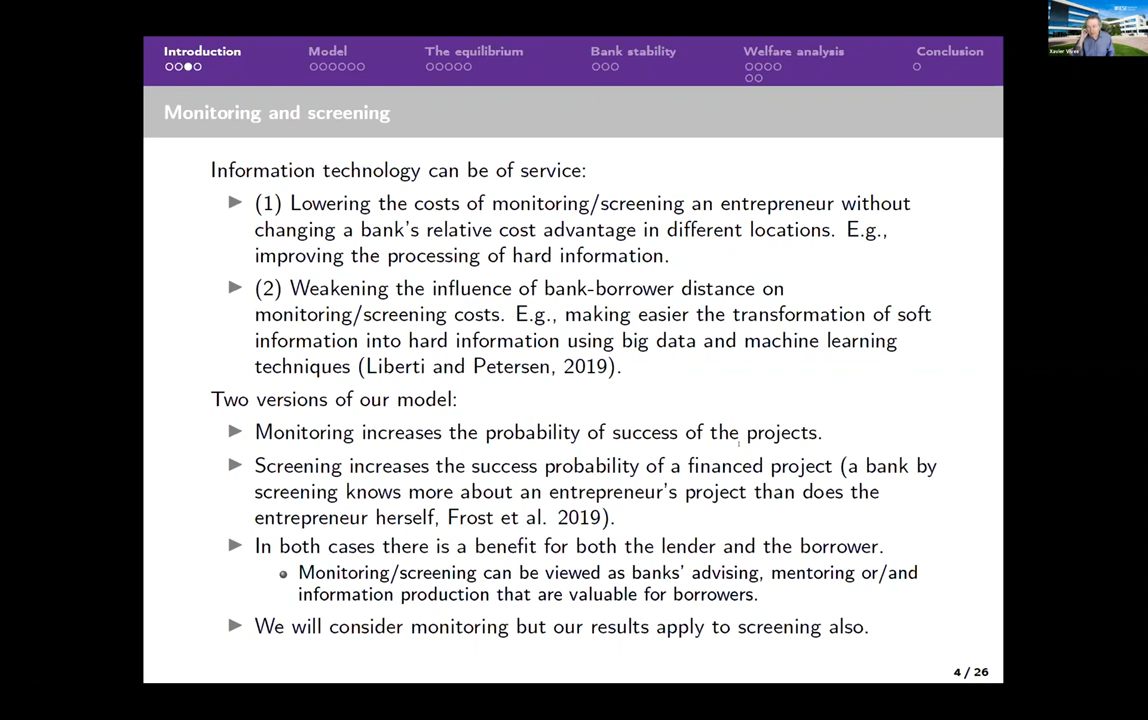 Introduction Model The equilibrium Bank stability Welfare analysis Conclusion
Monitoring and screening
Information technology can be of service:
(1) Lowering the costs of monitoring/screening an entrepreneur without
changing a bank's relative cost advantage in different locations. E.g.,
improving the processing of hard information.
(2) Weakening the influence of bank-borrower distance on
monitoring/screening costs. E.g., making easier the transformation of soft
information into hard information using big data and machine learning
techniques (Liberti and Petersen, 2019).
Two versions of our model:
Monitoring increases the probability of success of the projects.
Screening increases the success probability of a financed project (a bank by
screening knows more about an entrepreneur's project than does the
entrepreneur herself, Frost et al. 2019).
In both cases there is a benefit for both the lender and the borrower.
Monitoring/screening can be viewed as banks' advising, mentoring or/and
information production that are valuable for borrowers.
We will consider monitoring but our results apply to screening also.
4 / 26
Xavier Vives